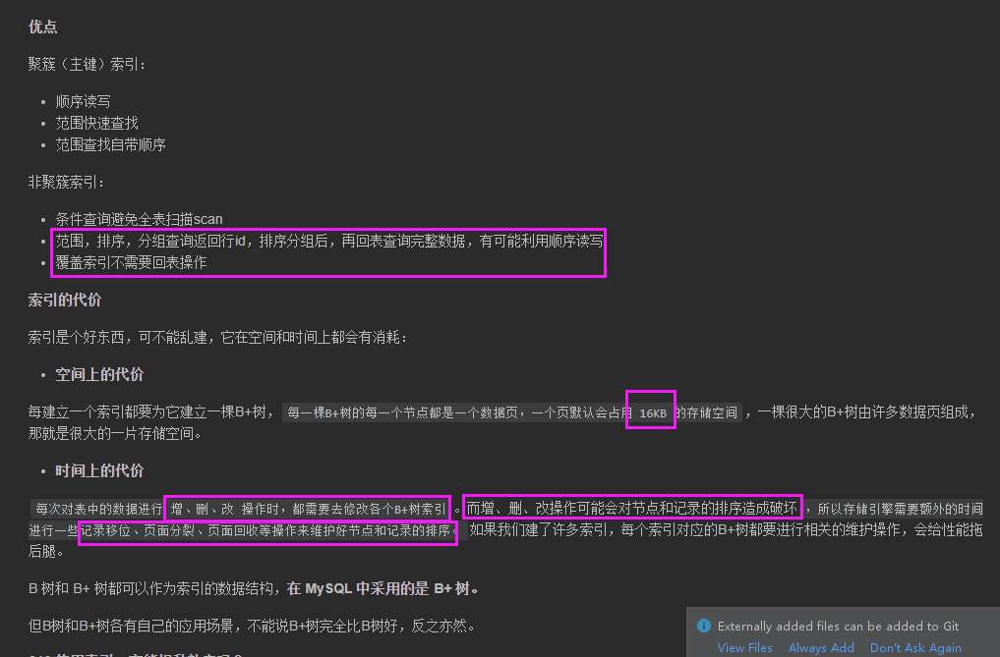 优点
聚簇（主键）索引：
• 顺序读写
• 范围快速查找
• 范围查找自带顺序
非聚簇索引：
• 条件查询避免全表扫描scan
• 范围，排序，分组查询返回行id，排序分组后，再回表查询完整数据，有可能利用顺序读写
• 覆盖索引不需要回表操作
索引的代价
索引是个好东西，可不能乱建，它在空间和时间上都会有消耗：
• 空间上的代价
每建立一个索引都要为它建立一棵B+树， 每一棵B+树的每一个节点都是一个数据页，一个页默认会占用 16KB 的存储空间 ，一棵很大的B+树由许多数据页组成，
那就是很大的一片存储空间。
• 时间上的代价
每次对表中的数据进行 增、删、改 操作时，都需要去修改各个B+树索引 。而增、删、改操作可能会对节点和记录的排序造成破坏 ，所以存储引擎需要额外的时间
进行一些记录移位、页面分裂、页面回收等操作来维护好节点和记录的排序。 如果我们建了许多索引，每个索引对应的B+树都要进行相关的维护操作，会给性能拖
后腿。
B 树和 B+ 树都可以作为索引的数据结构，在 MySQL 中采用的是 B+ 树。
但B树和B+树各有自己的应用场景，不能说B+树完全比B树好，反之亦然。
Externally added files can be added to Git
View Files Always Add Don't Ask Again